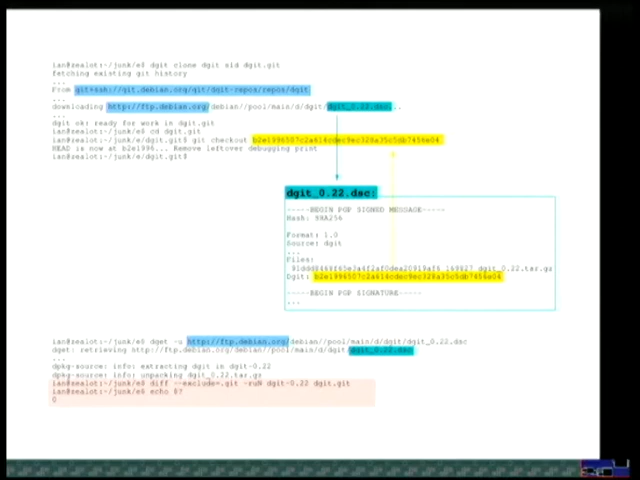 ian@zealot:~/junk/e$ dgit clone dgit sid dgit.git
fetching existing git history
...
From git+ssh://git.debian.org/git/dgit-repos/repos/dgit
...
downloading http://ftp.debian.org/debian//pool/main/d/dgit/dgit_0.22.dsc...
...
dgit ok: ready for work in dgit.git
ian@zealot:~/junk/e$ cd dgit.git
ian@zealot:~/junk/e/dgit.git$ git checkout
HEAD is now at b2e1996... Remove leftover debugging print
ian@zealot:~/junk/e/dgit.git$
dgit_0.22.dsc:
-----BEGIN PGP SIGNED MESSAGE-----
Hash: SHA256
Format: 1.0
Source: dgit
...
Files:
dgit_0.22.tar.gz
Dgit:
-----BEGIN PGP SIGNATURE-----
...
ian@zealot:~/junk/e$ dget -u http://ftp.debian.org/debian//pool/main/d/dgit/dgit_0.22.dsc
dget: retrieving http://ftp.debian.org/debian//pool/main/d/dgit/dgit_0.22.dsc
...
dpkg-source: info: extracting dgit in dgit-0.22
dpkg-source: info: unpacking dgit_0.22.tar.gz
ian@zealot:~/junk/e$ diff --exclude=.git -ruN dgit-0.22 dgit.git
ian@zealot:~/junk/e$ echo $?
0